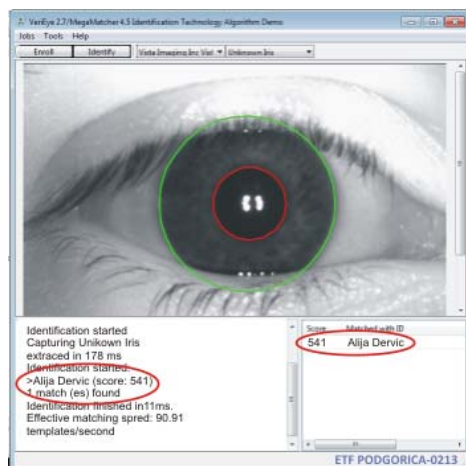 VeriEye 2.7/MegaMatcher 4.5 Identification Technology Algorithm Demo
Jobs Tools Help
Enroll Identify Vista Imaging Inc Vist Unknown Iris
Identification started
Capturing Unikown Iris
extraced in 178 ms
Identification started:
>Alija Dervic (score: 541)
1 match (es) found
Identification finished in11ms.
Effective matching spred: 90.91
templates/second
Score Matched with ID
541 Alija Dervic
ETF PODGORICA-0213